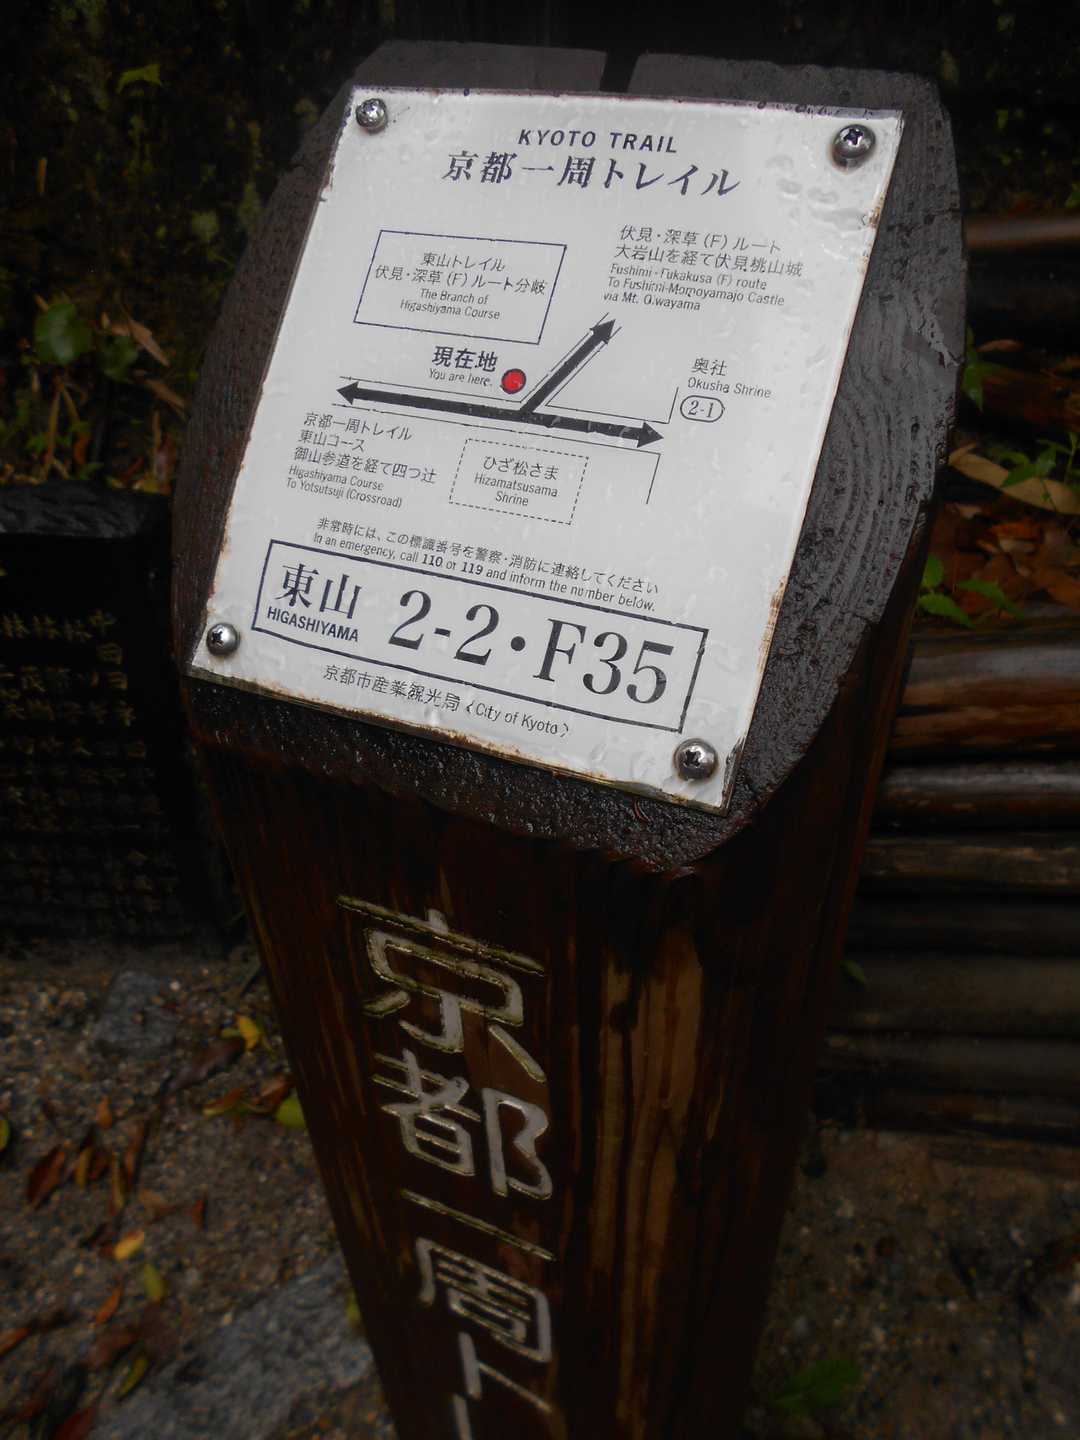 KYOTO TRAIL
京都一周トレイル
東山トレイル
伏見・深草(F)ルート分岐
The Branch of
Higashiyama Course
伏見・深草(F)ルート
大岩山を経て伏見桃山城
Fushimi-Fukakusa (F) route
To Fushimi-Momoyamajo Castle
via Mt. Oiwayama
現在地
You are here.
奥社
Okusha Shrine
2-1
京都一周トレイル
東山コース
御山参道を経て四つ辻
Higashiyama Course
To Yotsutsuji (Crossroad)
ひざ松さま
Hizamatsusama
Shrine
非常時には、この標識番号を警察・消防に連絡してください
In an emergency, call 110 or 119 and inform the number below.
東山
HIGASHIYAMA
2-2・F35
京都市産業観光局 (City of Kyoto)
京都一周トレ